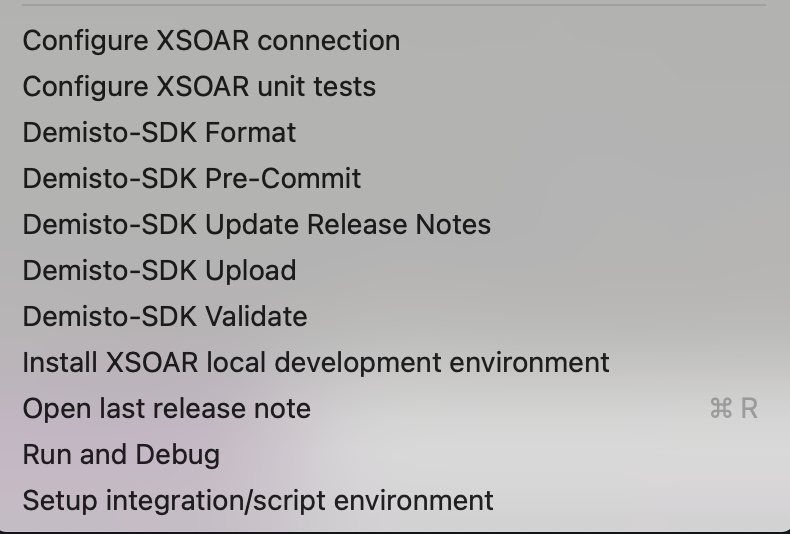 Configure XSOAR connection
Configure XSOAR unit tests
Demisto-SDK Format
Demisto-SDK Pre-Commit
Demisto-SDK Update Release Notes
Demisto-SDK Upload
Demisto-SDK Validate
Install XSOAR local development environment
Open last release note ⌘ R
Run and Debug
Setup integration/script environment